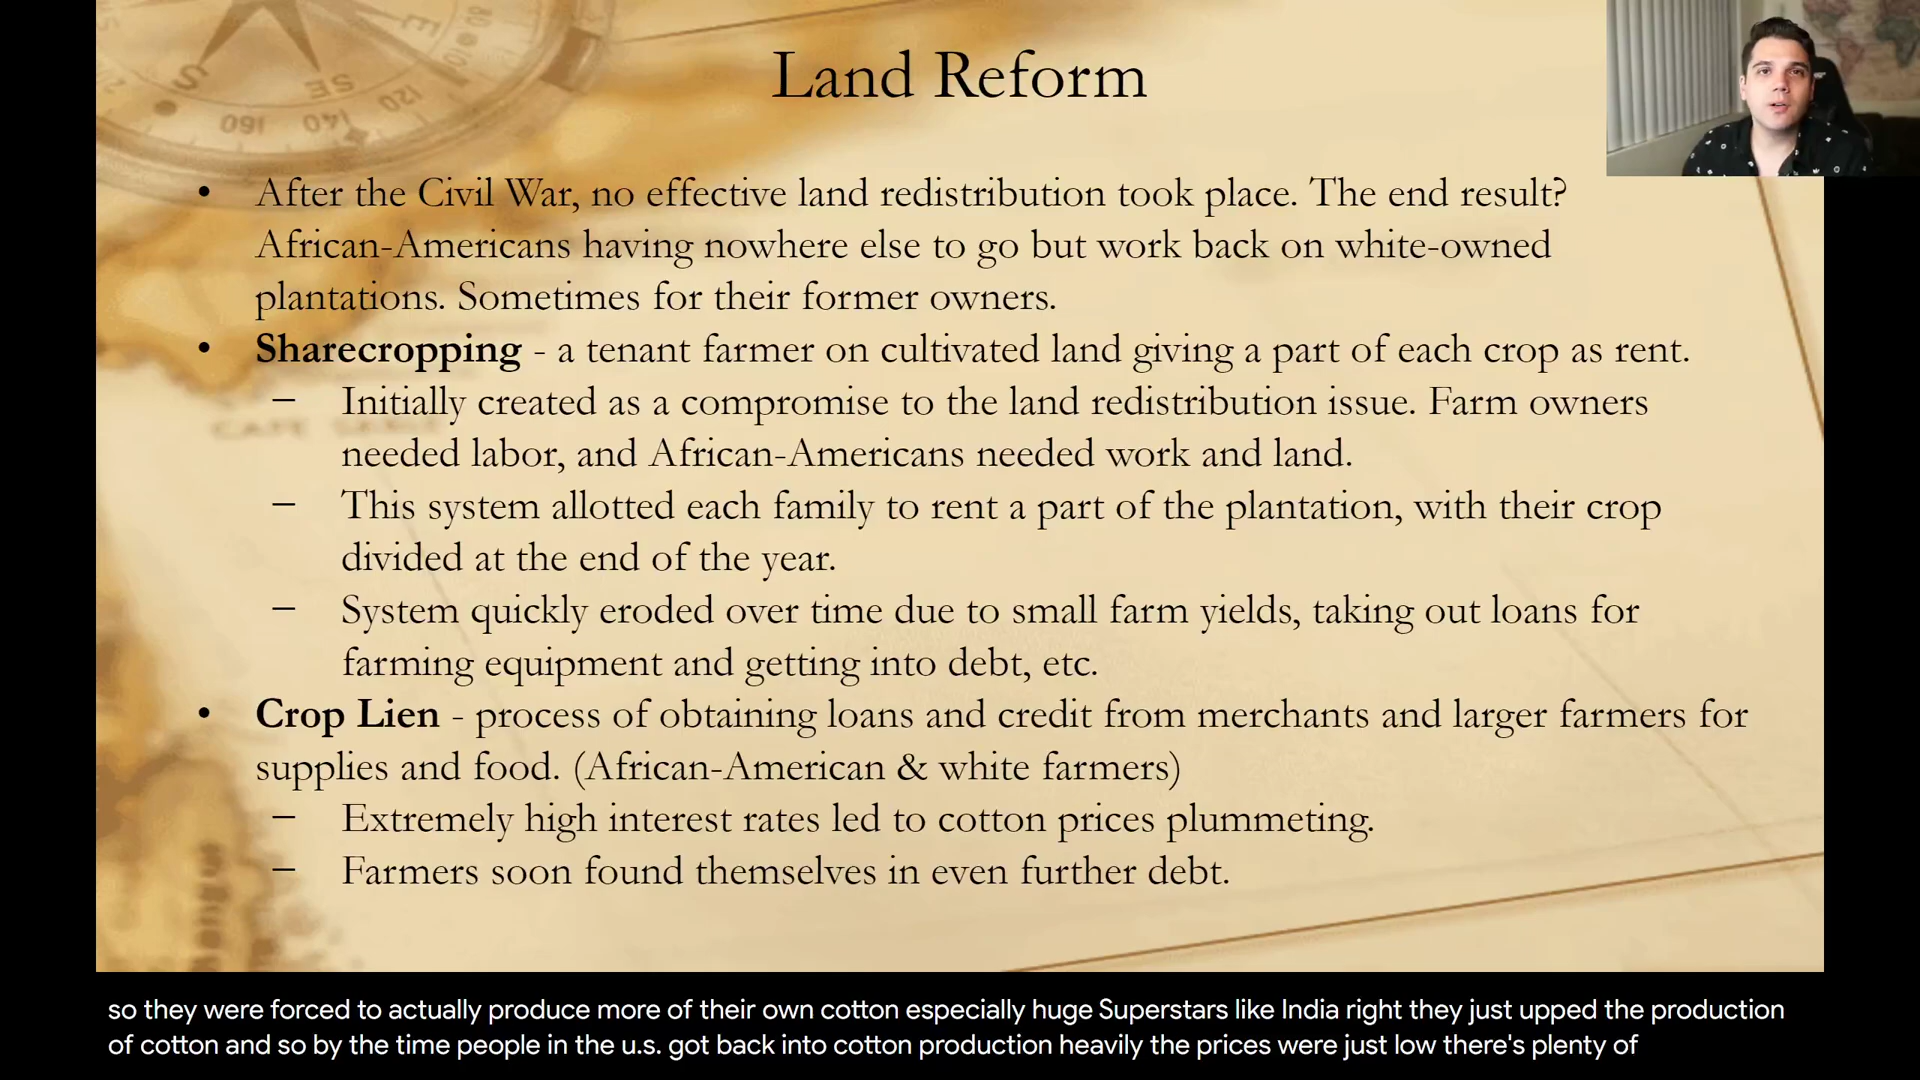 Land Reform
S
SE
E
160
140
120
100
80
• After the Civil War, no effective land redistribution took place. The end result?
African-Americans having nowhere else to go but work back on white-owned
plantations. Sometimes for their former owners.
• Sharecropping - a tenant farmer on cultivated land giving a part of each crop as rent.
– Initially created as a compromise to the land redistribution issue. Farm owners
needed labor, and African-Americans needed work and land.
– This system allotted each family to rent a part of the plantation, with their crop
divided at the end of the year.
– System quickly eroded over time due to small farm yields, taking out loans for
farming equipment and getting into debt, etc.
• Crop Lien - process of obtaining loans and credit from merchants and larger farmers for
supplies and food. (African-American & white farmers)
– Extremely high interest rates led to cotton prices plummeting.
– Farmers soon found themselves in even further debt.
so they were forced to actually produce more of their own cotton especially huge Superstars like India right they just upped the production
of cotton and so by the time people in the u.s. got back into cotton production heavily the prices were just low there's plenty of